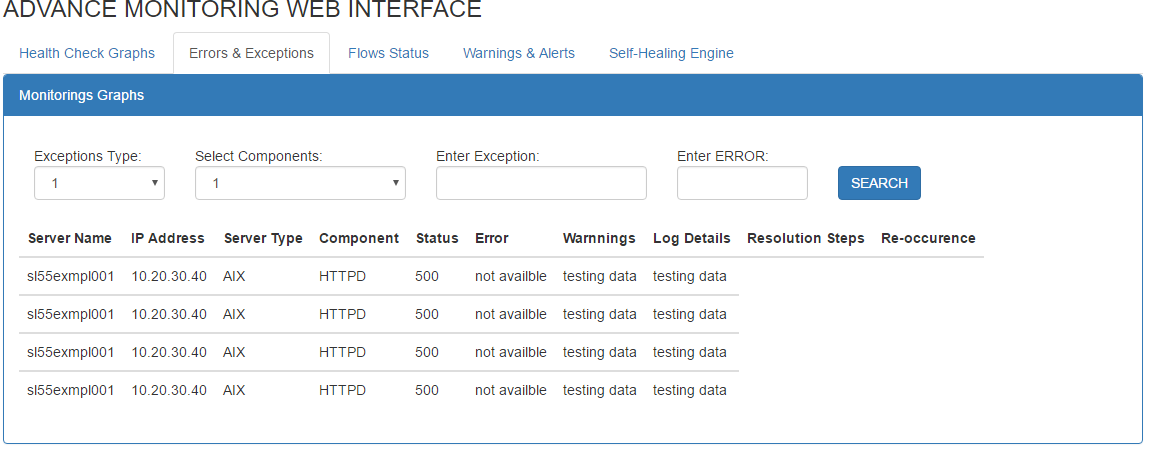 ADVANCE MONITORING WEB INTERFACE
Health Check Graphs Errors & Exceptions Flows Status Warnings & Alerts Self-Healing Engine
Monitorings Graphs
Exceptions Type: Select Components: Enter Exception: Enter ERROR:
1 1 SEARCH
Server Name IP Address Server Type Component Status Error Warnnings Log Details Resolution Steps Re-occurence
sl55exmpl001 10.20.30.40 AIX HTTPD 500 not availble testing data testing data
sl55exmpl001 10.20.30.40 AIX HTTPD 500 not availble testing data testing data
sl55exmpl001 10.20.30.40 AIX HTTPD 500 not availble testing data testing data
sl55exmpl001 10.20.30.40 AIX HTTPD 500 not availble testing data testing data